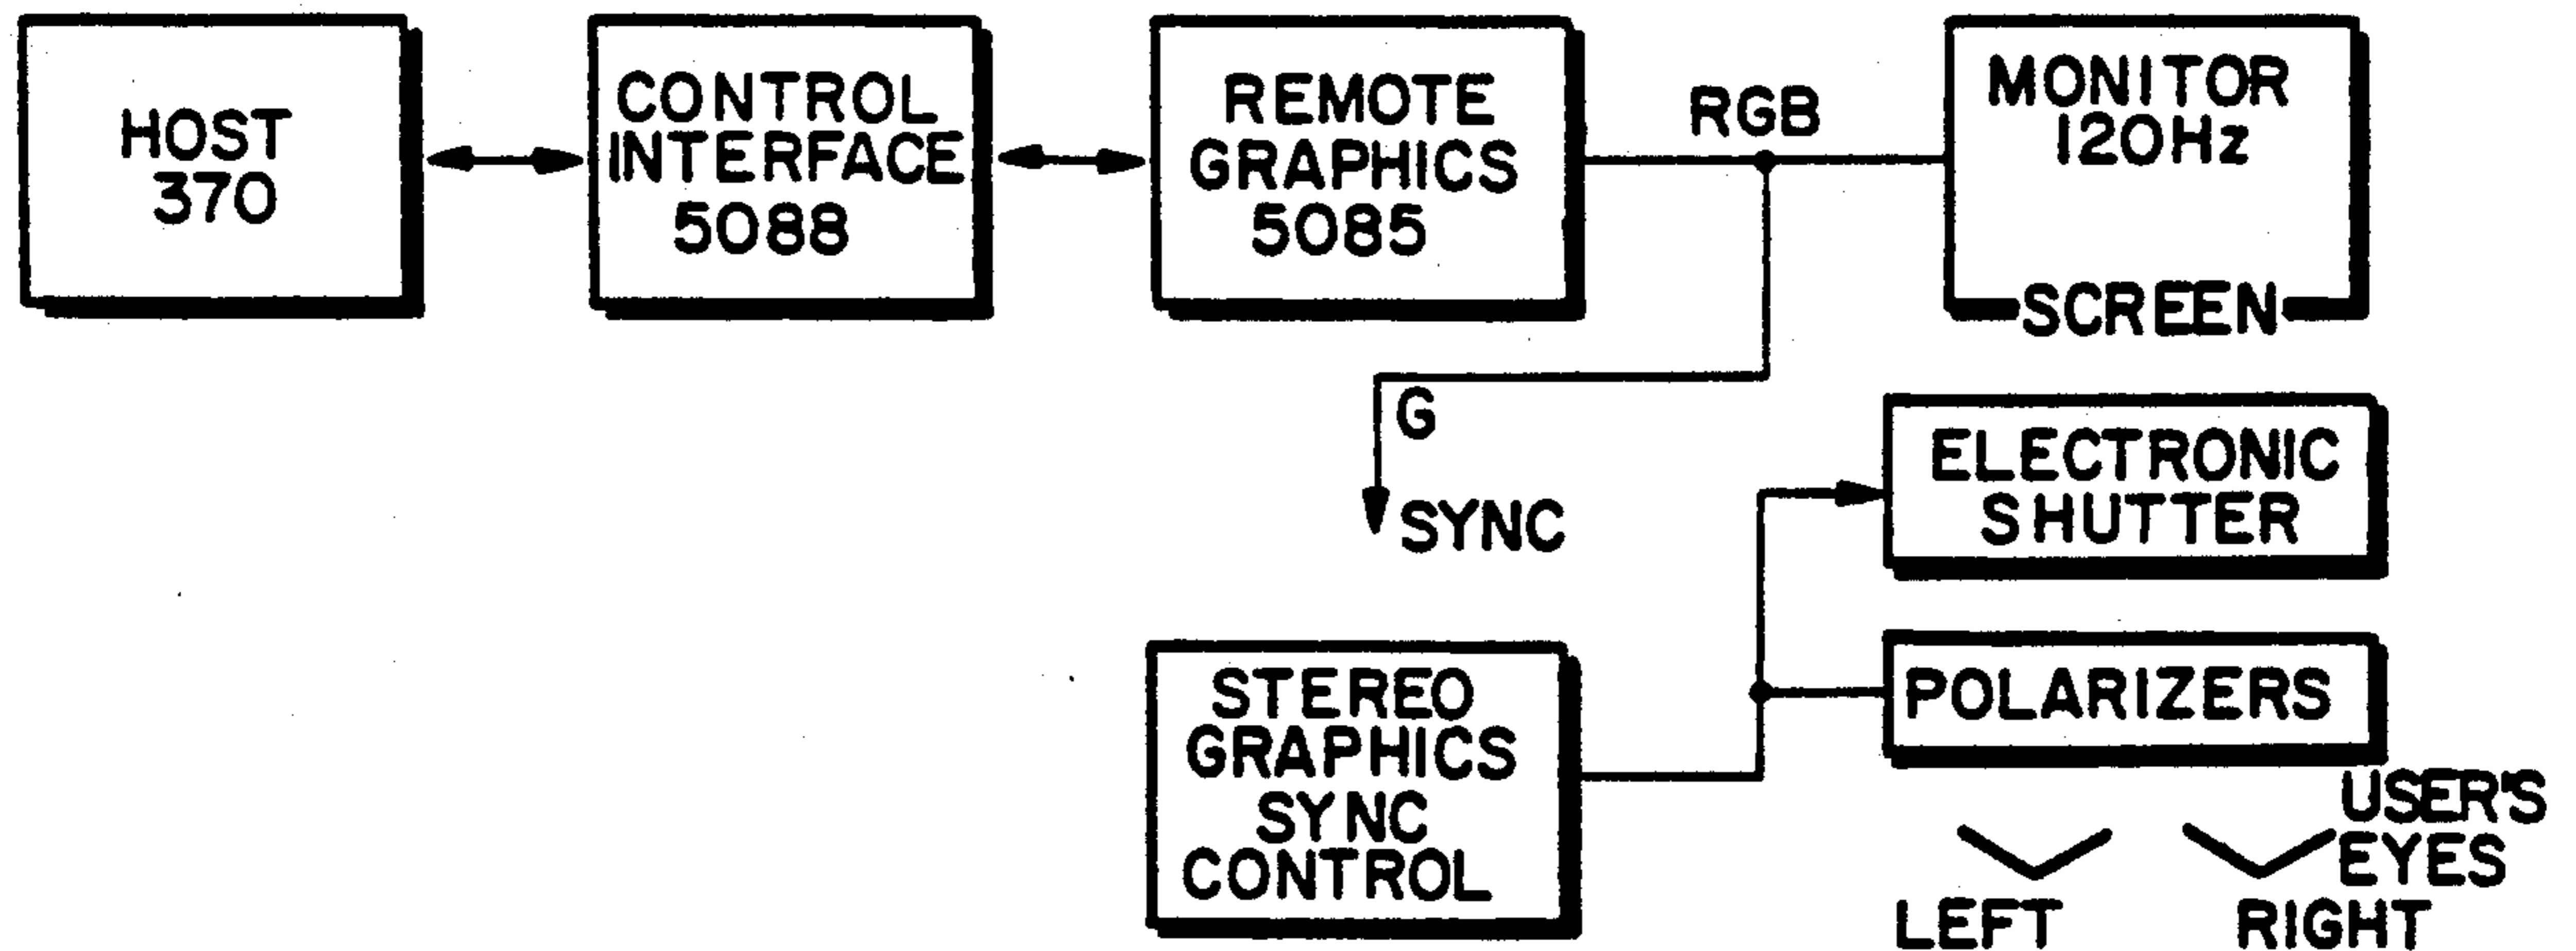 HOST
370
CONTROL
INTERFACE
5088
REMOTE
GRAPHICS
5085
RGB
MONITOR
120Hz
SCREEN
G
SYNC
ELECTRONIC
SHUTTER
STEREO
GRAPHICS
SYNC
CONTROL
POLARIZERS
USER'S
EYES
LEFT
RIGHT